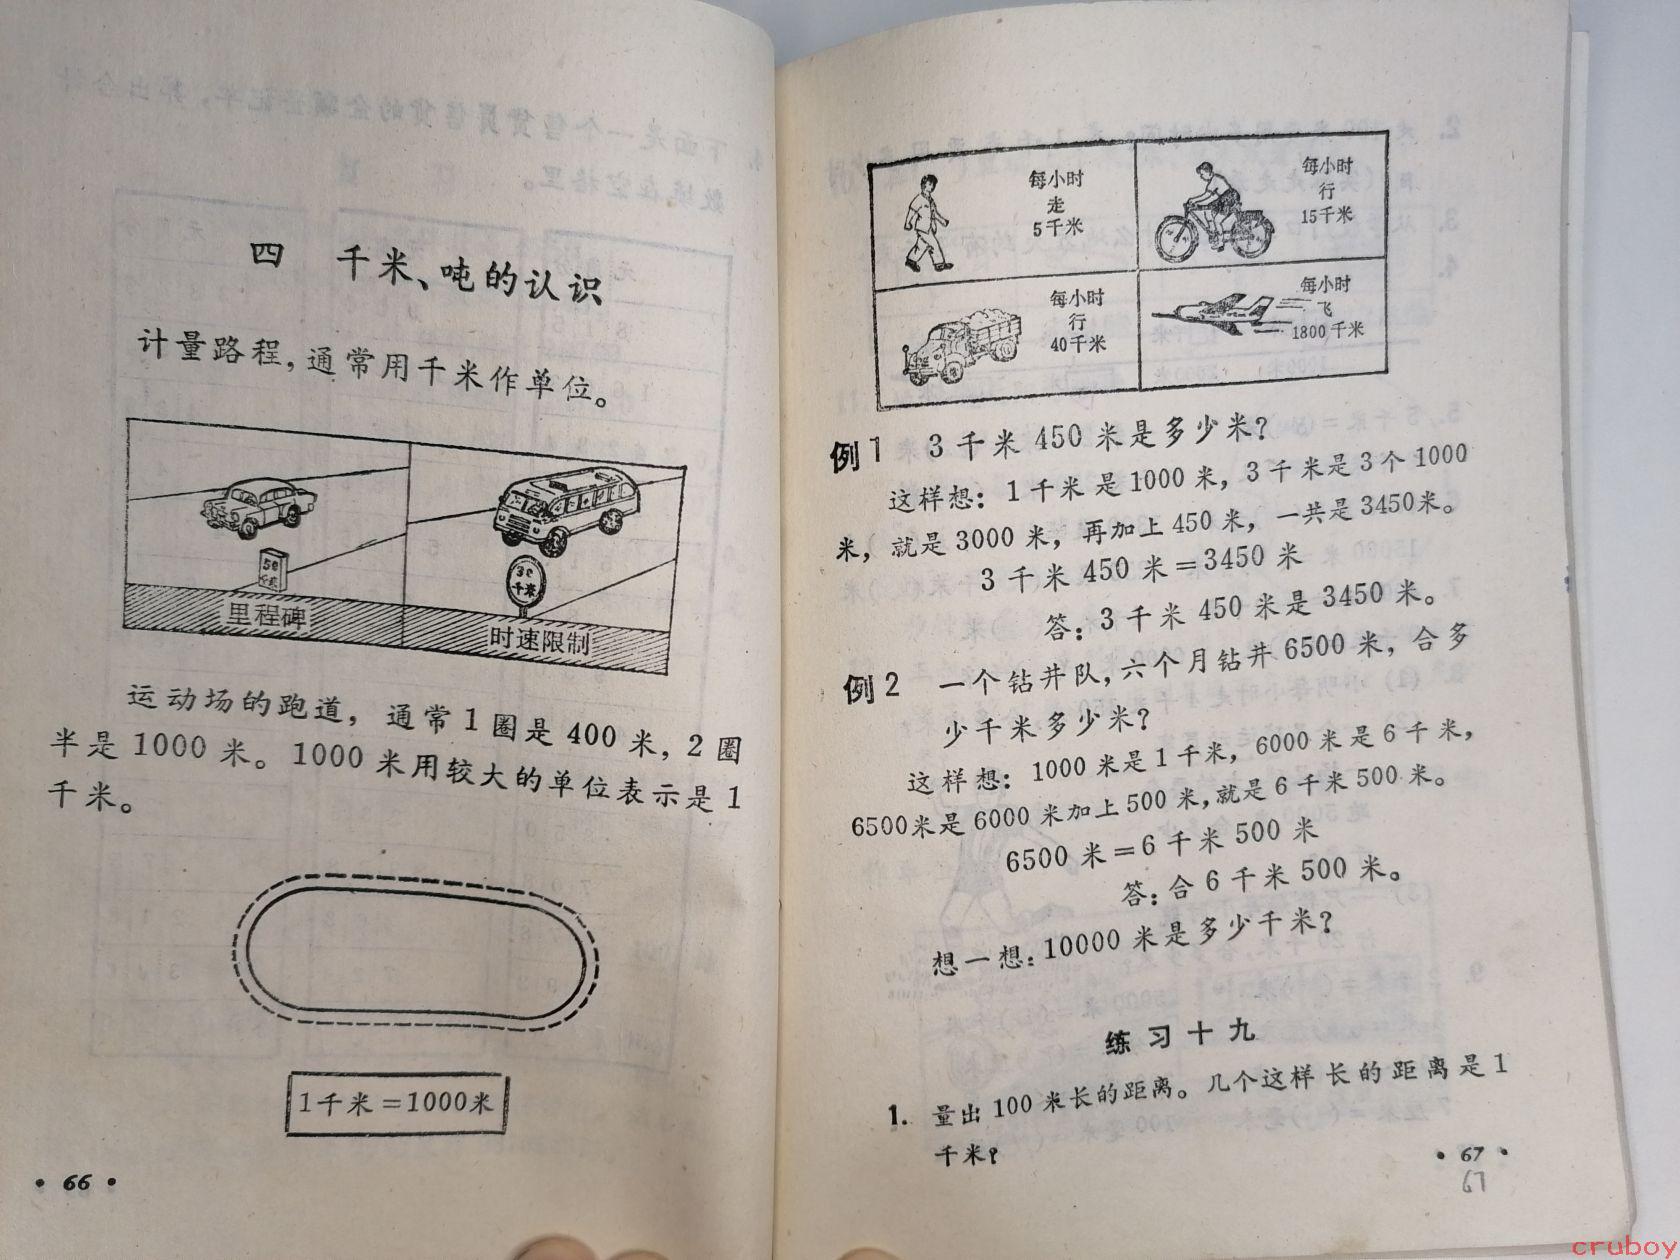 四 千米、吨的认识
计量路程,通常用千米作单位。
里程碑
30
千米
时速限制
运动场的跑道，通常1圈是400米，2圈
半是1000米。1000米用较大的单位表示是1
千米。
1千米=1000米
• 66 •
每小时
走
5千米
每小时
行
15千米
每小时
行
40千米
每小时
飞
1800千米
例1 3千米450米是多少米?
这样想：1千米是1000米，3千米是3个1000
米，就是3000米，再加上450米，一共是3450米。
3千米450米=3450米
答：3千米450米是3450米。
例2 一个钻井队,六个月钻井6500米，合多
少千米多少米?
这样想：1000米是1千米，6000米是6千米，
6500米是6000米加上500米,就是6千米500米。
6500米=6千米500米
答：合6千米500米。
想一想：10000米是多少千米?
练习十九
1. 量出100米长的距离。几个这样长的距离是1
千米?
• 67 •
67
cruboy